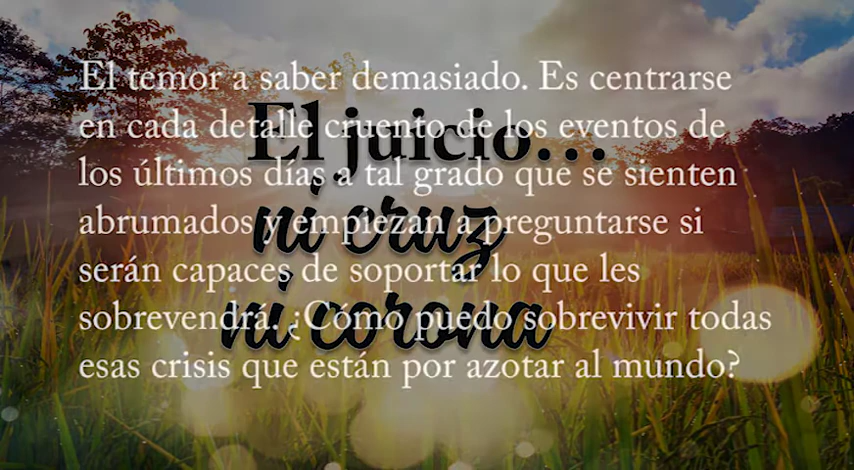 El temor a saber demasiado. Es centrarse
en cada detalle cruento de los eventos de
los últimos días a tal grado que se sienten
abrumados y empiezan a preguntarse si
serán capaces de soportar lo que les
sobrevendrá. ¿Cómo puedo sobrevivir todas
esas crisis que están por azotar al mundo?
El juicio...
ni cruz
ni corona